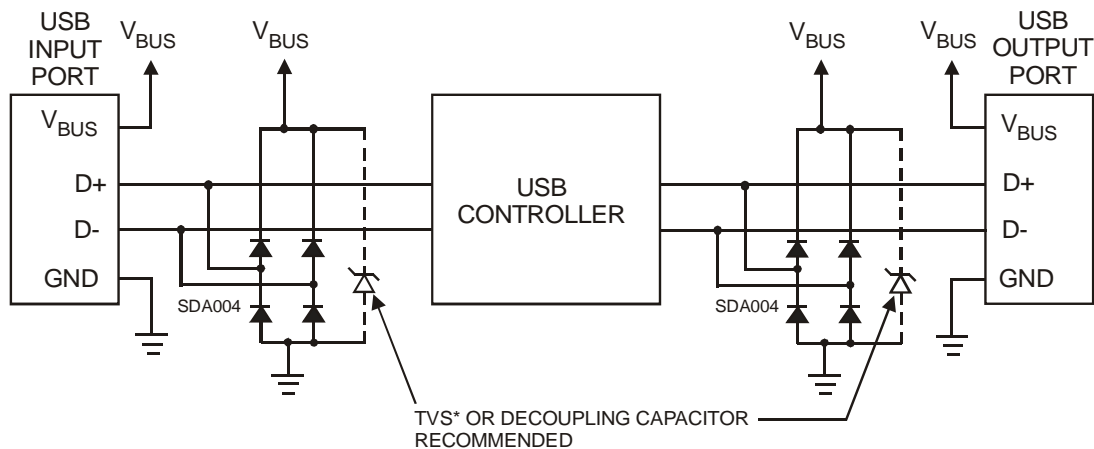 USB
INPUT
PORT
VBUS
VBUS
VBUS
VBUS
USB
OUTPUT
PORT
VBUS
D+
D-
GND
SDA004
USB
CONTROLLER
SDA004
VBUS
D+
D-
GND
TVS* OR DECOUPLING CAPACITOR
RECOMMENDED